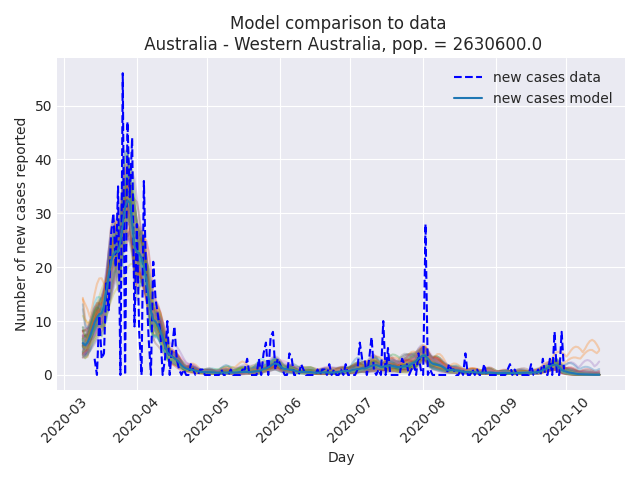 Model comparison to data
Australia - Western Australia, pop. = 2630600.0
new cases data
new cases model
Number of new cases reported
50
40
30
20
10
0
2020-03
2020-04
2020-05
2020-06
2020-07
2020-08
2020-09
2020-10
Day